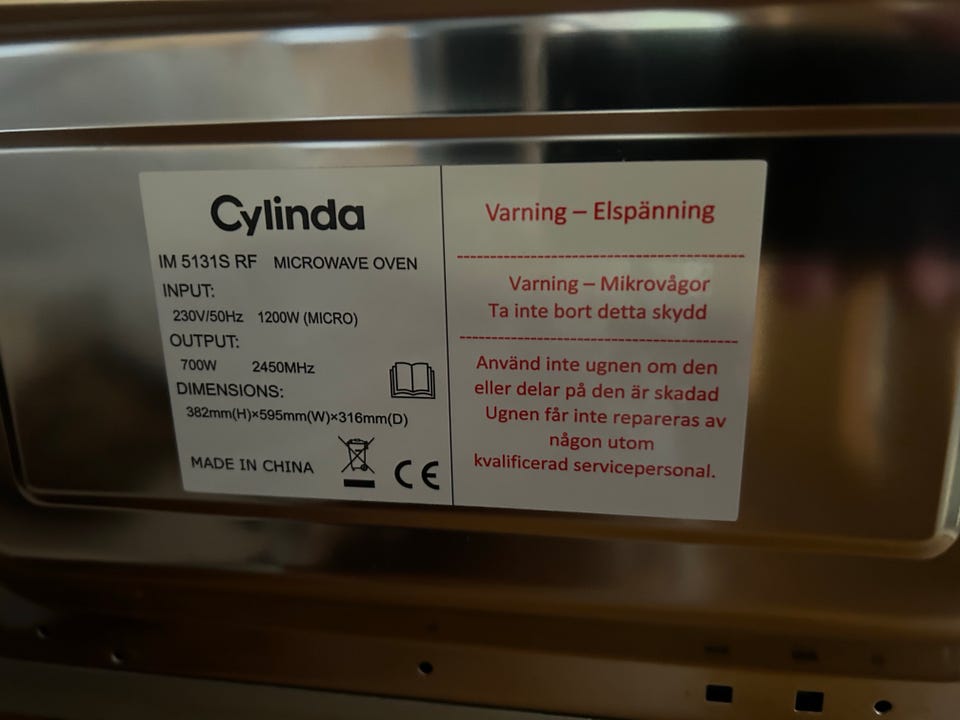 Cylinda
IM 5131S RF MICROWAVE OVEN
INPUT:
230V/50Hz 1200W (MICRO)
OUTPUT:
700W 2450MHz
DIMENSIONS:
382mm(H)×595mm(W)×316mm(D)
MADE IN CHINA
CE
Varning – Elspänning
Varning – Mikrovågor
Ta inte bort detta skydd
Använd inte ugnen om den
eller delar på den är skadad
Ugnen får inte repareras av
någon utom
kvalificerad servicepersonal.